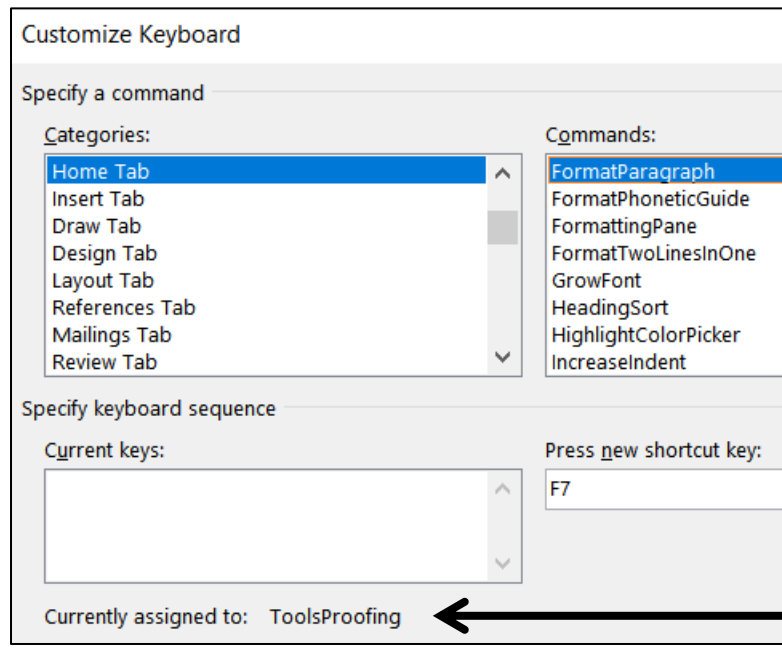 Customize Keyboard
Specify a command
Categories:
Home Tab
Insert Tab
Draw Tab
Design Tab
Layout Tab
References Tab
Mailings Tab
Review Tab
Commands:
FormatParagraph
FormatPhoneticGuide
FormattingPane
FormatTwoLinesInOne
GrowFont
HeadingSort
HighlightColorPicker
IncreaseIndent
Specify keyboard sequence
Current keys:
Press new shortcut key:
F7
Currently assigned to: ToolsProofing